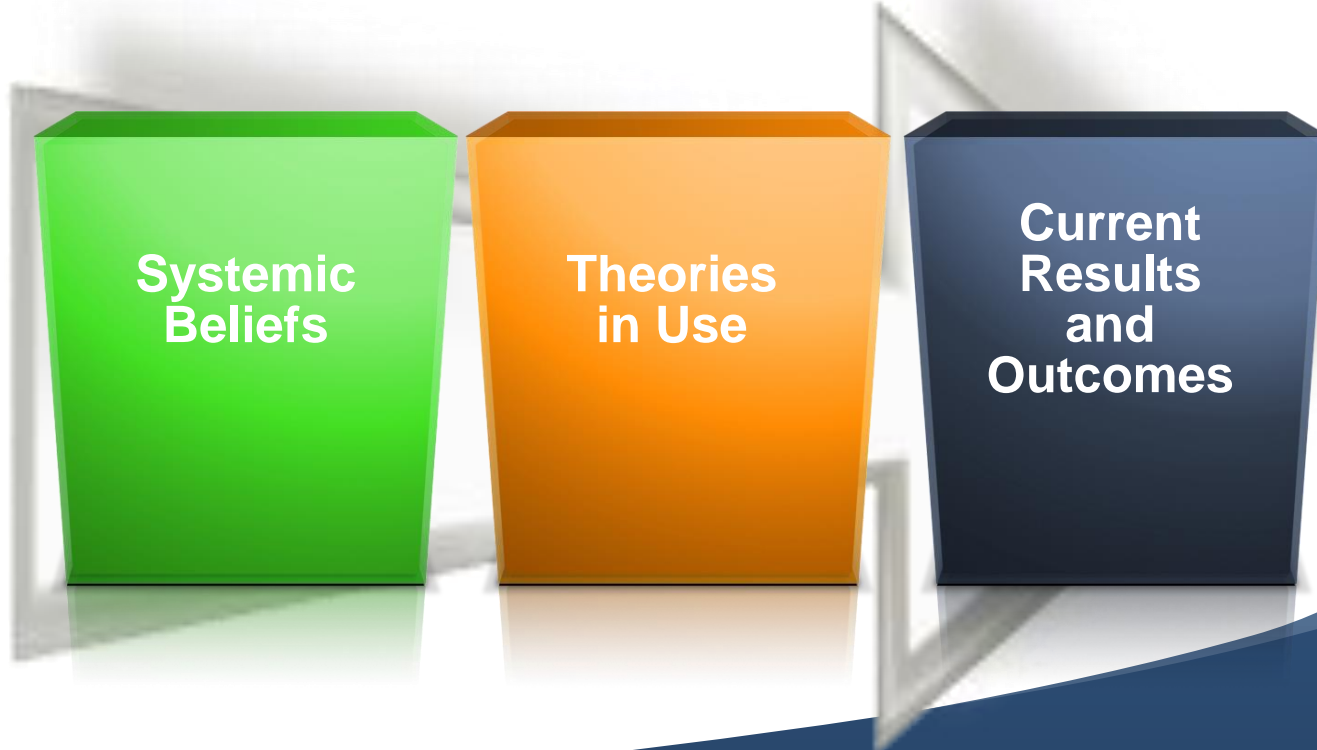 Systemic
Beliefs
Theories
in Use
Current
Results
and
Outcomes